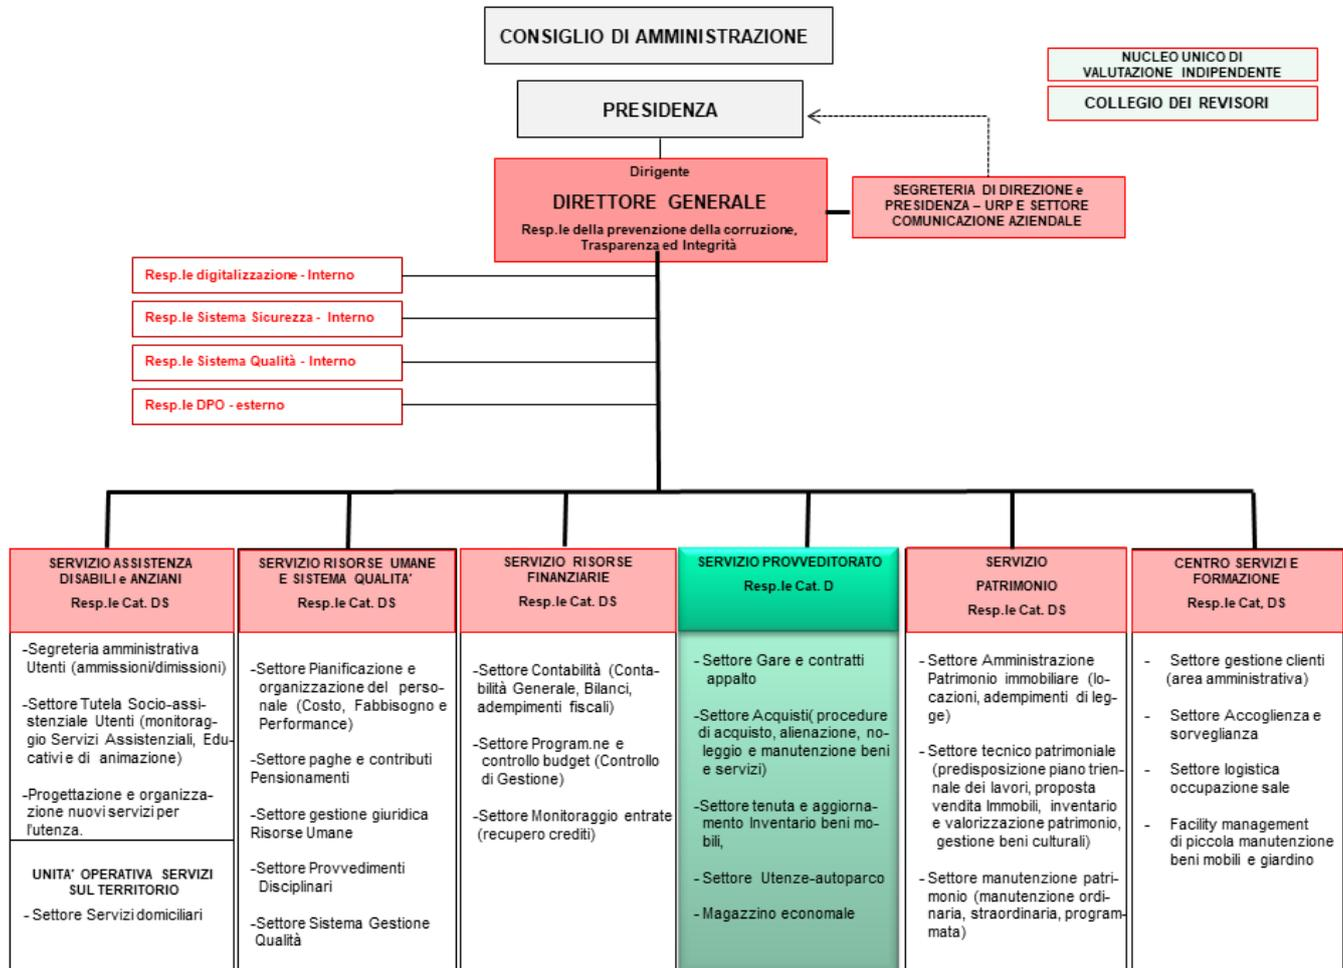 CONSIGLIO DI AMMINISTRAZIONE
NUCLEO UNICO DI
VALUTAZIONE INDIPENDENTE
COLLEGIO DEI REVISORI
PRESIDENZA
Dirigente
DIRETTORE GENERALE
Resp.le della prevenzione della corruzione,
Trasparenza ed Integrità
SEGRETERIA DI DIREZIONE e
PRESIDENZA – URP E SETTORE
COMUNICAZIONE AZIENDALE
Resp.le digitalizzazione - Interno
Resp.le Sistema Sicurezza - Interno
Resp.le Sistema Qualità - Interno
Resp.le DPO - esterno
SERVIZIO ASSISTENZA
DISABILI e ANZIANI
Resp.le Cat. DS
-Segreteria amministrativa
Utenti (ammissioni/dimissioni)
-Settore Tutela Socio-assi-
stenziale Utenti (monitorag-
gio Servizi Assistenziali, Edu-
cativi e di animazione)
-Progettazione e organizza-
zione nuovi servizi per
l'utenza.
UNITA' OPERATIVA SERVIZI
SUL TERRITORIO
- Settore Servizi domiciliari
SERVIZIO RISORSE UMANE
E SISTEMA QUALITA'
Resp.le Cat. DS
-Settore Pianificazione e
organizzazione del perso-
nale (Costo, Fabbisogno e
Performance)
-Settore paghe e contributi
Pensionamenti
-Settore gestione giuridica
Risorse Umane
-Settore Provvedimenti
Disciplinari
-Settore Sistema Gestione
Qualità
SERVIZIO RISORSE
FINANZIARIE
Resp.le Cat. DS
-Settore Contabilità (Conta-
bilità Generale, Bilanci,
adempimenti fiscali)
-Settore Program.ne e
controllo budget (Controllo
di Gestione)
-Settore Monitoraggio entrate
(recupero crediti)
SERVIZIO PROVVEDITORATO
Resp.le Cat. D
- Settore Gare e contratti
appalto
-Settore Acquisti( procedure
di acquisto, alienazione, no-
leggio e manutenzione beni
e servizi)
-Settore tenuta e aggiorna-
mento Inventario beni mo-
bili,
- Settore Utenze-autoparco
- Magazzino economale
SERVIZIO
PATRIMONIO
Resp.le Cat. DS
- Settore Amministrazione
Patrimonio immobiliare (lo-
cazioni, adempimenti di leg-
ge)
- Settore tecnico patrimoniale
(predisposizione piano trien-
nale dei lavori, proposta
vendita Immobili, inventario
e valorizzazione patrimonio,
gestione beni culturali)
- Settore manutenzione patri-
monio (manutenzione ordi-
naria, straordinaria, program-
mata)
CENTRO SERVIZI E
FORMAZIONE
Resp.le Cat, DS
- Settore gestione clienti
(area amministrativa)
- Settore Accoglienza e
sorveglianza
- Settore logistica
occupazione sale
- Facility management
di piccola manutenzione
beni mobili e giardino